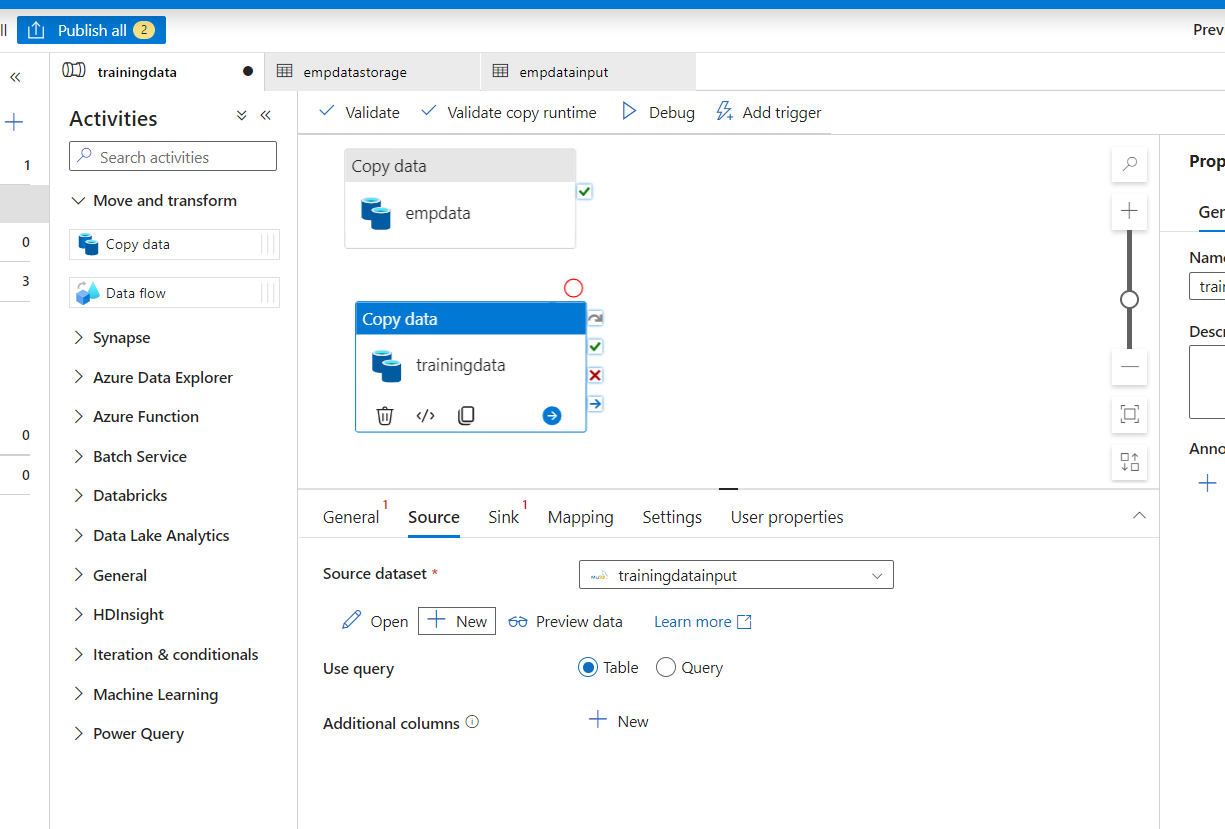 ll
Publish all 2
Prev
trainingdata
empdatastorage
empdatainput
Activities
Search activities
Validate
Validate copy runtime
Debug
Add trigger
1
0
3
0
0
Move and transform
Copy data
Data flow
Synapse
Azure Data Explorer
Azure Function
Batch Service
Databricks
Data Lake Analytics
General
HDInsight
Iteration & conditionals
Machine Learning
Power Query
Copy data
empdata
Copy data
trainingdata
General 1
Source
Sink 1
Mapping
Settings
User properties
Source dataset *
trainingdatainput
Open
New
Preview data
Learn more
Use query
Table
Query
Additional columns
New
Prop
Gen
Name
train
Descr
Anno